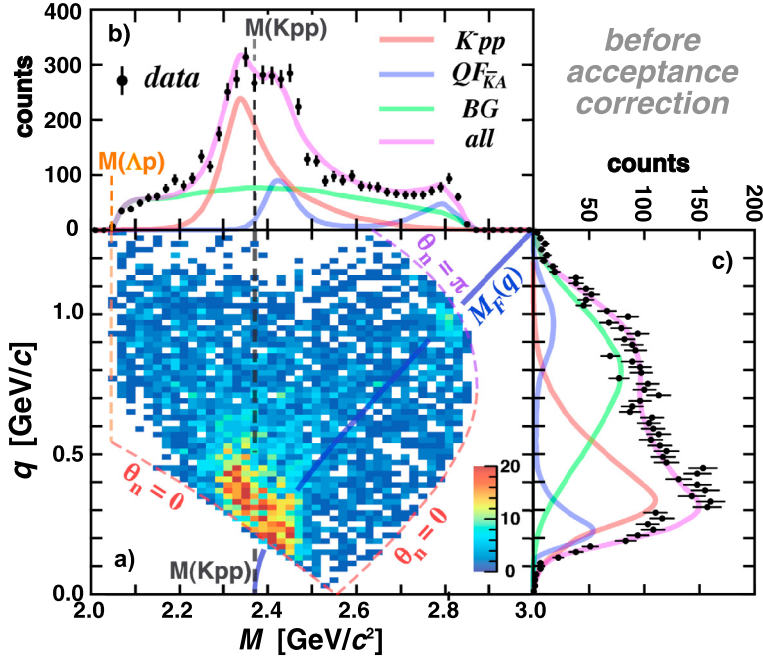 b)
M(Kpp)
before
acceptance
correction
400
300
200
100
0
counts
data
K⁻pp
QF_K̅A
BG
all
M(Λp)
counts
50
100
150
200
c)
θn = π
M_F(q)
1.0
0.5
0.0
q [GeV/c]
θn = 0
θn = 0
20
10
0
a)
M(Kpp)
2.0
2.2
2.4
2.6
2.8
3.0
M [GeV/c²]